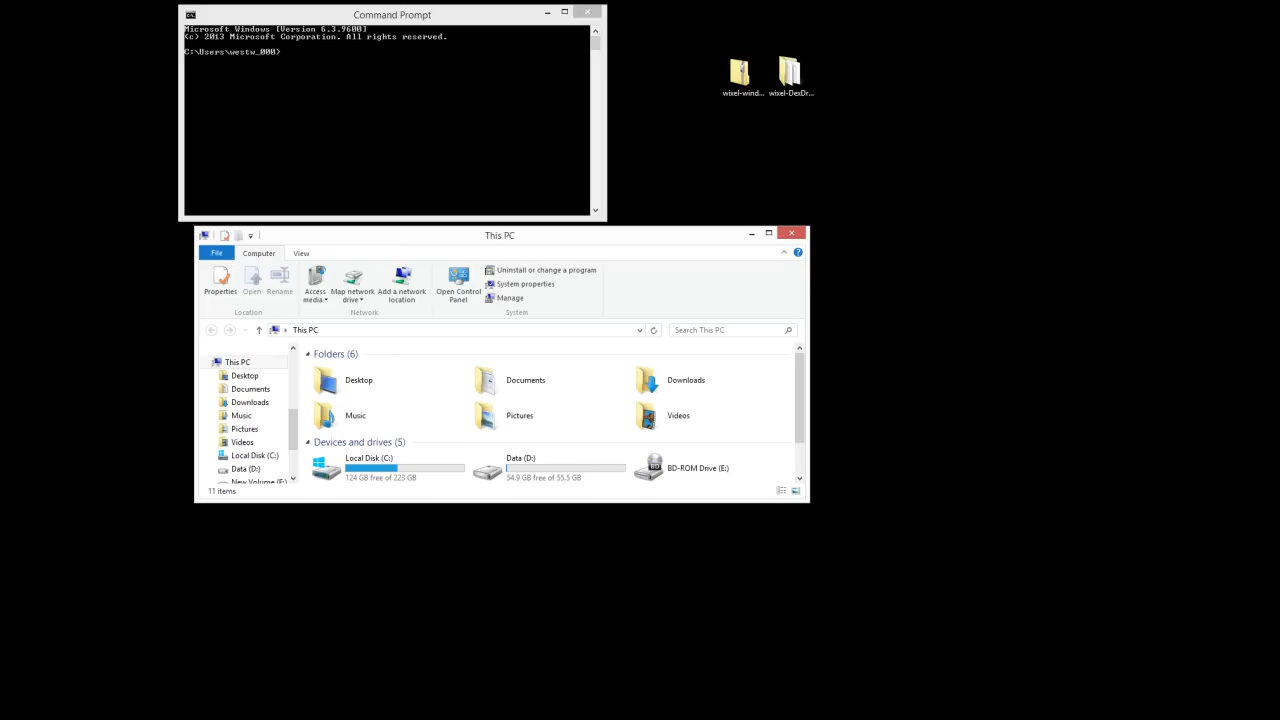 Command Prompt
Microsoft Windows [Version 6.3.9600]
(c) 2013 Microsoft Corporation. All rights reserved.
C:\Users\westw_000>
wixel-wind... wixel-DexDr...
This PC
File Computer View
Properties Open Rename Access media Map network drive Add a network location Open Control Panel Uninstall or change a program
System properties
Manage
Location Network System
This PC Search This PC
This PC
Desktop
Documents
Downloads
Music
Pictures
Videos
Local Disk (C:)
Data (D:)
New Volume (F:)
Folders (6)
Desktop Documents Downloads
Music Pictures Videos
Devices and drives (5)
Local Disk (C:) Data (D:)
BD-ROM Drive (E:)
124 GB free of 223 GB 54.9 GB free of 55.5 GB
11 items